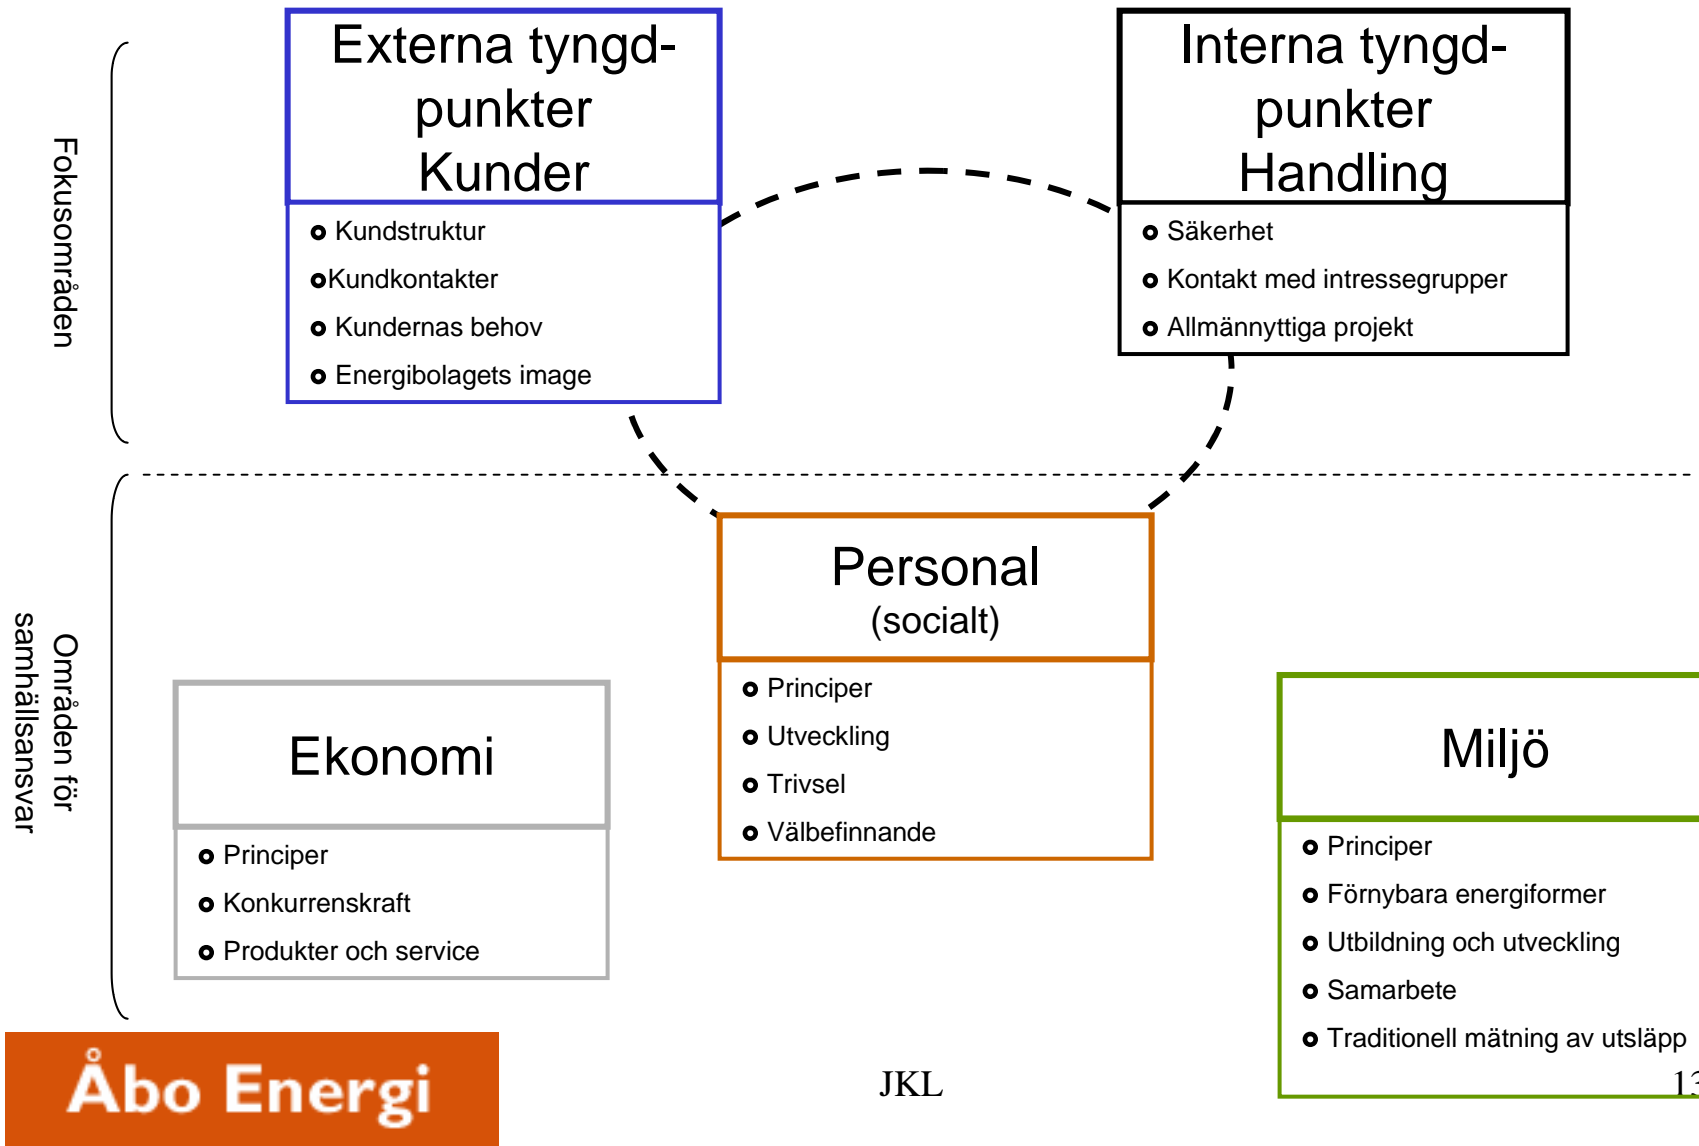 Fokusområden
Externa tyngd-
punkter
Kunder
Kundstruktur
Kundkontakter
Kundernas behov
Energibolagets image
Interna tyngd-
punkter
Handling
Säkerhet
Kontakt med intressegrupper
Allmännyttiga projekt
Områden för
samhällsansvar
Ekonomi
Principer
Konkurrenskraft
Produkter och service
Personal
(socialt)
Principer
Utveckling
Trivsel
Välbefinnande
Miljö
Principer
Förnybara energiformer
Utbildning och utveckling
Samarbete
Traditionell mätning av utsläpp
Åbo Energi
JKL
13